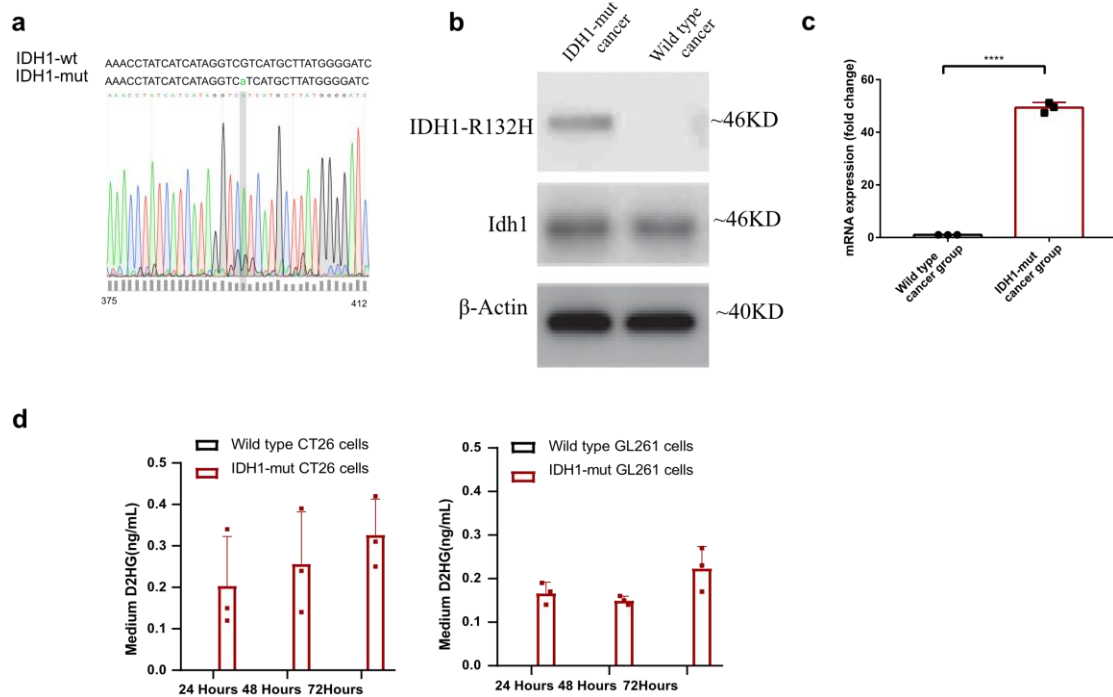 a
IDH1-wt AAACCTATCATCATAGGTCGTCATGCTTATGGGGATC
IDH1-mut AAACCTATCATCATAGGTCaTCATGCTTATGGGGATC
AAACCTATCATCATAGGTCATCATGCTTATGGGGATC
375 412
b
IDH1-mut cancer
Wild type cancer
IDH1-R132H ~46KD
Idh1 ~46KD
β-Actin ~40KD
c
mRNA expression (fold change)
60
40
20
0
****
Wild type cancer group
IDH1-mut cancer group
d
Wild type CT26 cells
IDH1-mut CT26 cells
Medium D2HG(ng/mL)
0.5
0.4
0.3
0.2
0.1
0.0
24 Hours 48 Hours 72Hours
Wild type GL261 cells
IDH1-mut GL261 cells
Medium D2HG(ng/mL)
0.5
0.4
0.3
0.2
0.1
0.0
24 Hours 48 Hours 72Hours